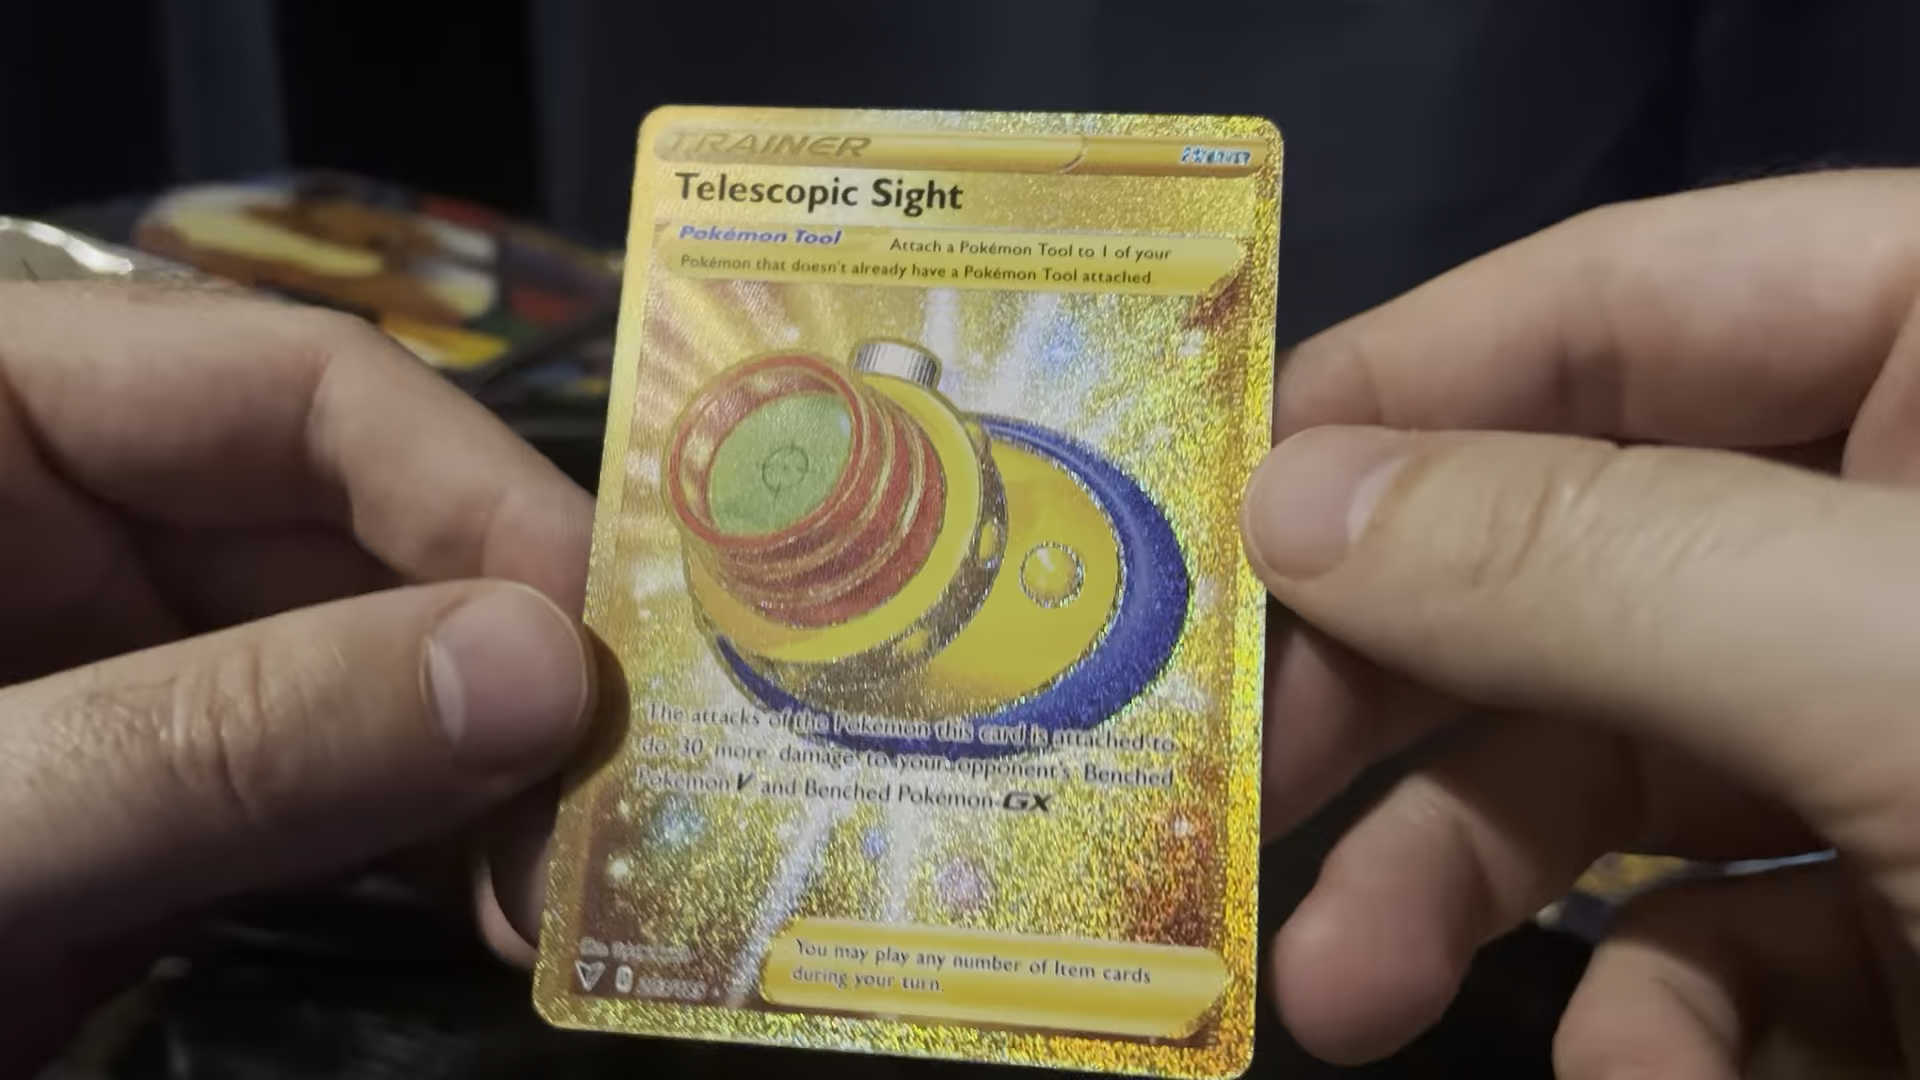 TRAINER
Telescopic Sight
Pokémon Tool Attach a Pokémon Tool to 1 of your
Pokémon that doesn't already have a Pokémon Tool attached.
The attacks of the Pokémon this card is attached to
do 30 more damage to your opponent's Benched
Pokémon V and Benched Pokémon-GX
You may play any number of Item cards
during your turn.